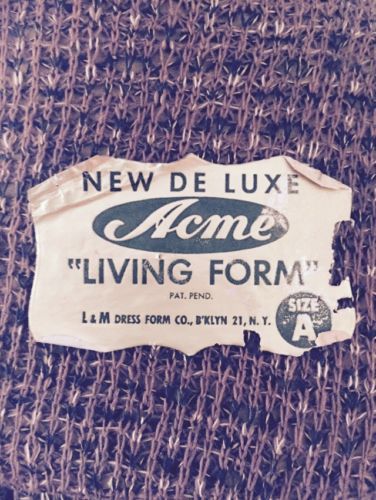 NEW DE LUXE
Acme
"LIVING FORM"
PAT. PEND.
L & M DRESS FORM CO., B'KLYN 21, N.Y.
SIZE
A